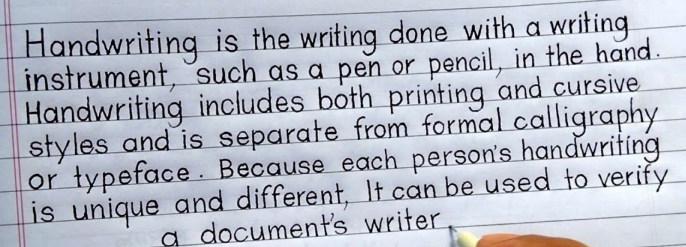 Handwriting is the writing done with a writing
instrument, such as a pen or pencil, in the hand.
Handwriting includes both printing and cursive
styles and is separate from formal calligraphy
or typeface. Because each person's handwriting
is unique and different, It can be used to verify
a document's writer